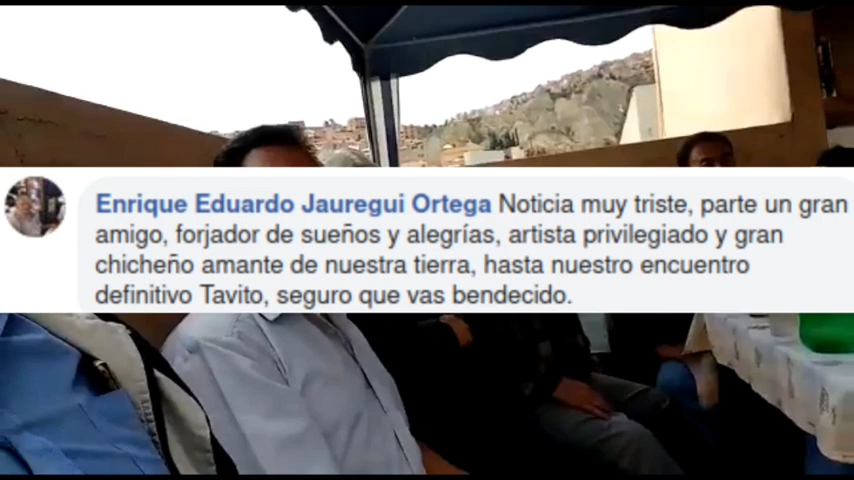 Enrique Eduardo Jauregui Ortega Noticia muy triste, parte un gran
amigo, forjador de sueños y alegrías, artista privilegiado y gran
chicheño amante de nuestra tierra, hasta nuestro encuentro
definitivo Tavito, seguro que vas bendecido.